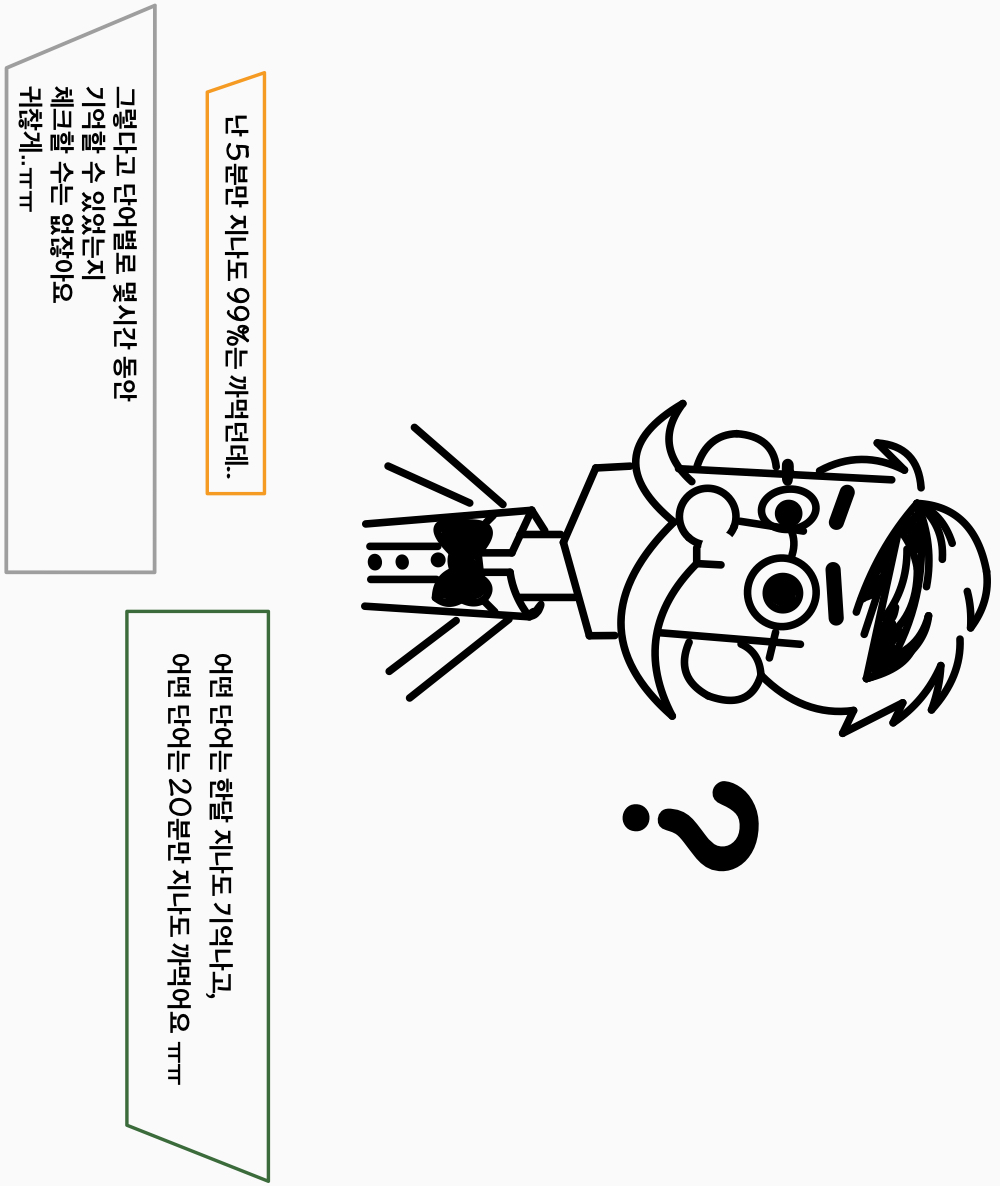 ?
난 5분만 지나도 99%는 까먹던데..
어떤 단어는 한달 지나도 기억나고,
어떤 단어는 20분만 지나도 까먹어요 ㅠㅠ
그렇다고 단어별로 몇시간 동안
기억할 수 있었는지
체크할 수는 없잖아요
귀찮게..ㅠㅠ